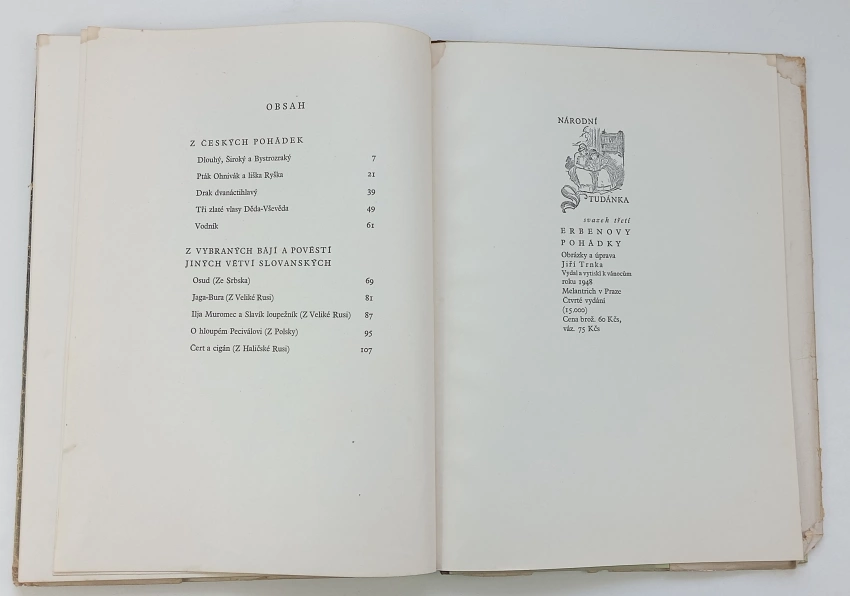 OBSAH
Z ČESKÝCH POHÁDEK
Dlouhý, Široký a Bystrozraký 7
Pták Ohnivák a liška Ryška 21
Drak dvanáctihlavý 39
Tři zlaté vlasy Děda-Vševěda 49
Vodník 61
Z VYBRANÝCH BÁJÍ A POVĚSTÍ
JINÝCH VĚTVÍ SLOVANSKÝCH
Osud (Ze Srbska) 69
Jaga-Bura (Z Veliké Rusi) 81
Ilja Muromec a Slavík loupežník (Z Veliké Rusi) 87
O hloupém Peciválovi (Z Polsky) 95
Čert a cigán (Z Haličské Rusi) 107
NÁRODNÍ
STUDÁNKA
svazek třetí
ERBENOVY
POHÁDKY
Obrázky a úprava
Jiří Trnka
Vydal a vytiskl k vánocům
roku 1948
Melantrich v Praze
Čtvrté vydání
(15.000)
Cena brož. 60 Kčs,
váz. 75 Kčs